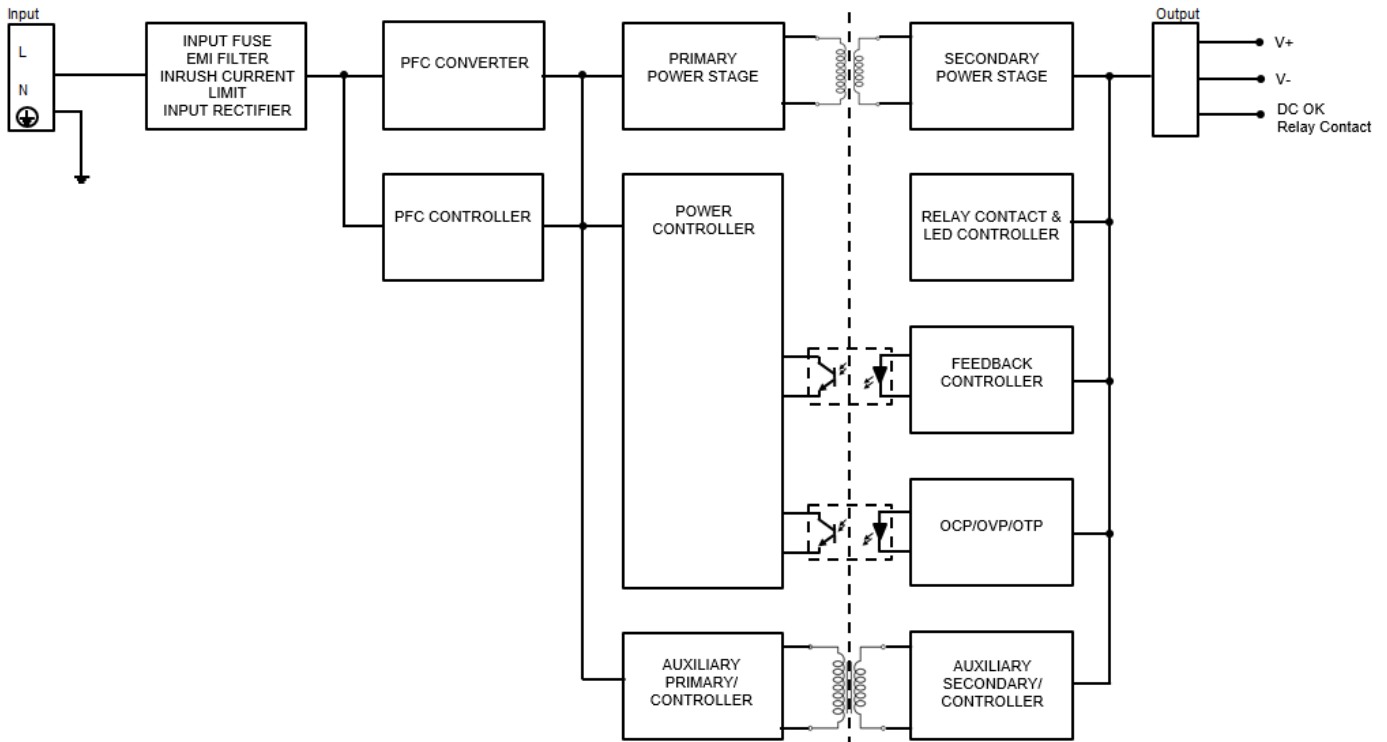 Input
L
N
INPUT FUSE
EMI FILTER
INRUSH CURRENT
LIMIT
INPUT RECTIFIER
PFC CONVERTER
PRIMARY
POWER STAGE
SECONDARY
POWER STAGE
Output
V+
V-
DC OK
Relay Contact
PFC CONTROLLER
POWER
CONTROLLER
RELAY CONTACT &
LED CONTROLLER
FEEDBACK
CONTROLLER
OCP/OVP/OTP
AUXILIARY
PRIMARY/
CONTROLLER
AUXILIARY
SECONDARY/
CONTROLLER